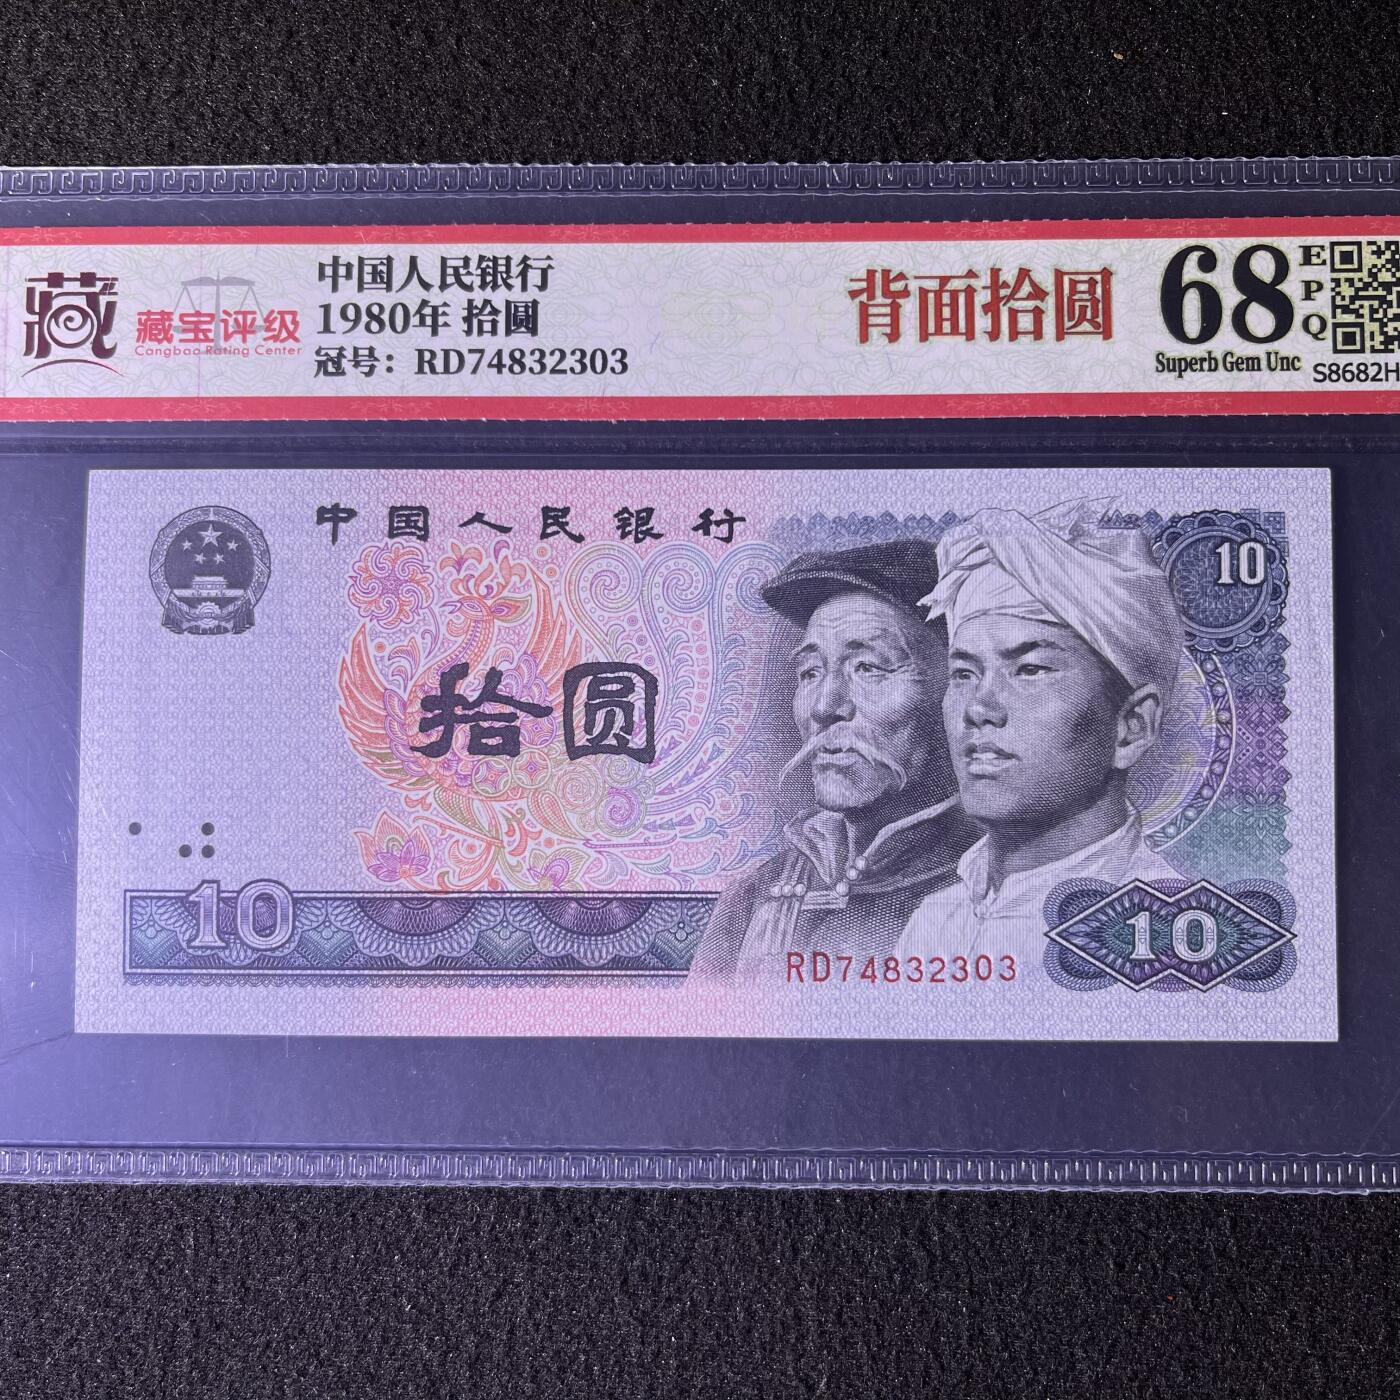 藏
藏宝评级
Cangbao Rating Center
中国人民银行
1980年 拾圆
冠号：RD74832303
背面拾圆
68
EPQ
Superb Gem Unc
S8682H
中国人民银行
10
拾圆
10
RD74832303
10